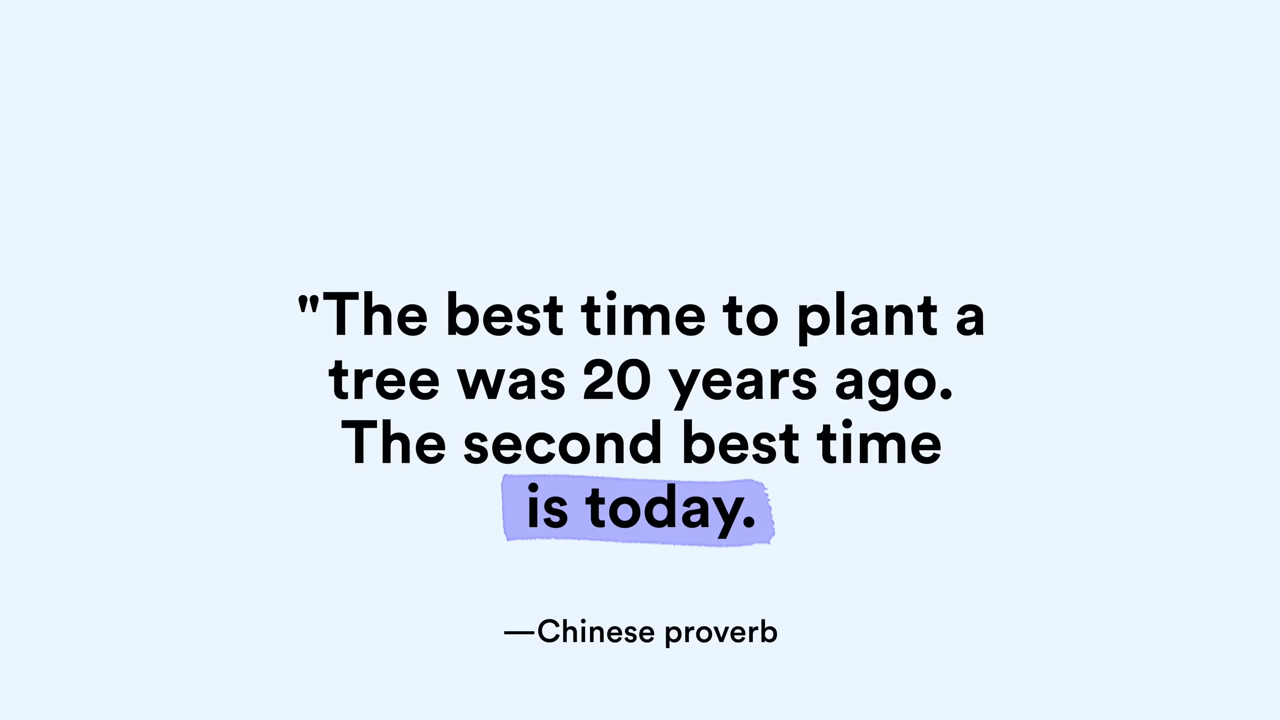 "The best time to plant a
tree was 20 years ago.
The second best time
is today.
—Chinese proverb